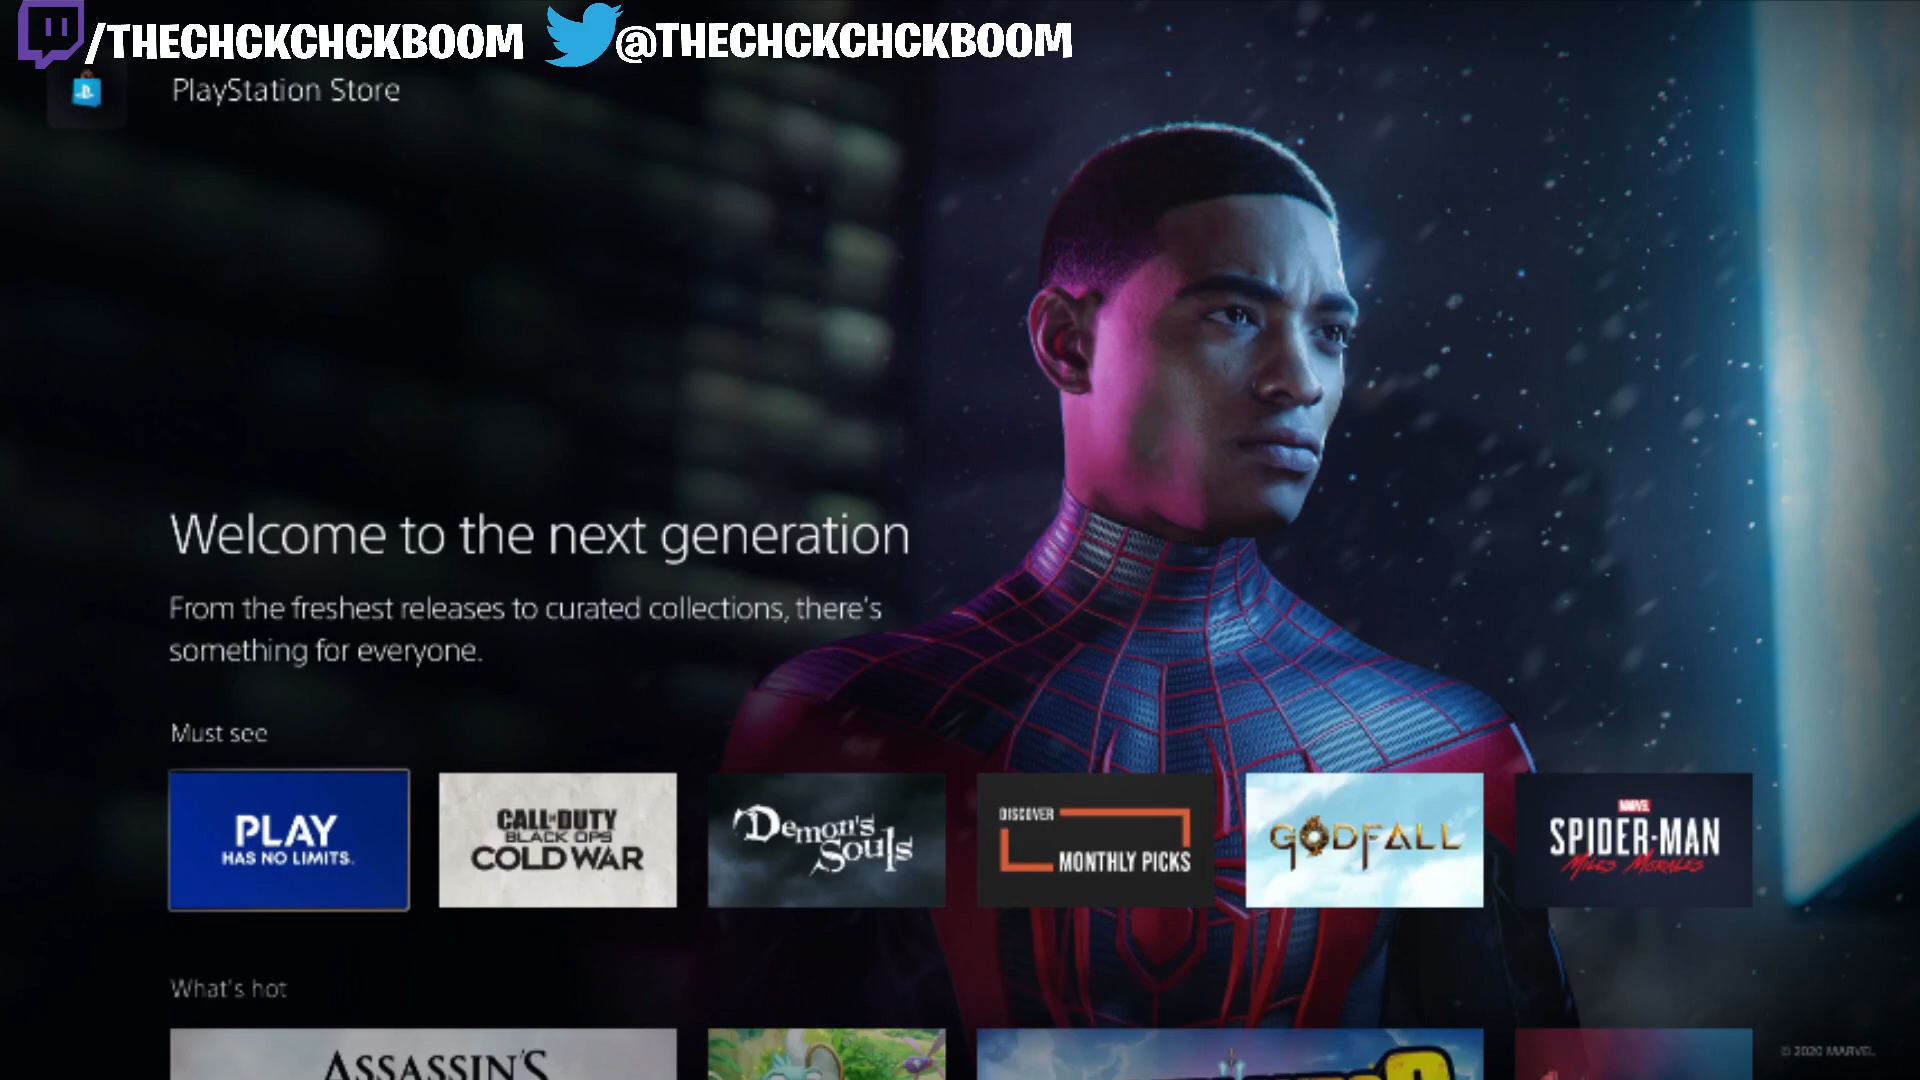 /THECHCKCHCKBOOM @THECHCKCHCKBOOM
PlayStation Store
Welcome to the next generation
From the freshest releases to curated collections, there's
something for everyone.
Must see
PLAY
HAS NO LIMITS.
CALL OF DUTY
BLACK OPS
COLD WAR
Demon's
Souls
DISCOVER
MONTHLY PICKS
GODFALL
MARVEL
SPIDER-MAN
MILES MORALES
What's hot
ASSASSIN'S
© 2020 MARVEL